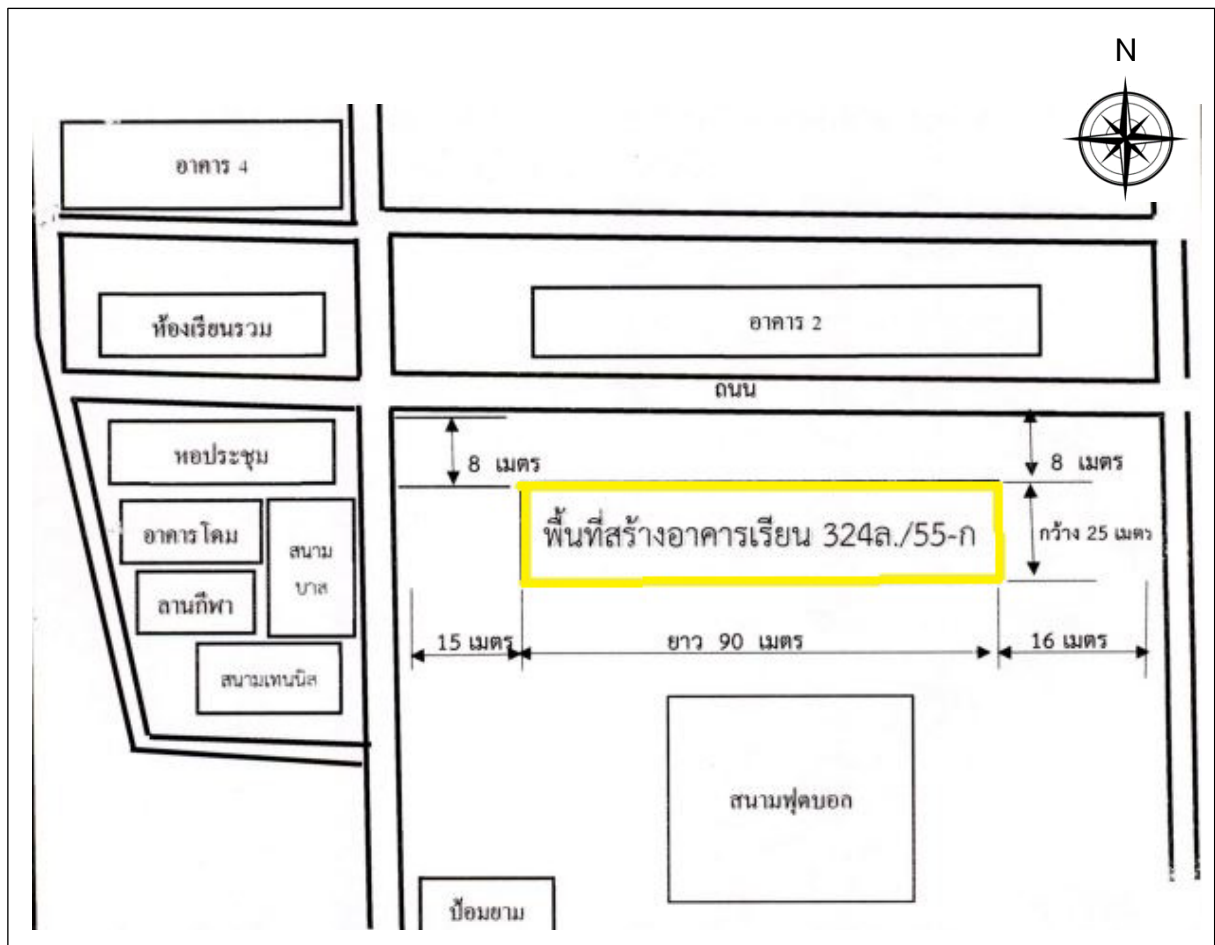 N
อาคาร 4
ห้องเรียนรวม
อาคาร 2
ถนน
หอประชุม
8 เมตร
8 เมตร
อาคารโดม
สนาม
บาส
พื้นที่สร้างอาคารเรียน 324ล./55-ก
กว้าง 25 เมตร
ลานกีฬา
15 เมตร
ยาว 90 เมตร
16 เมตร
สนามเทนนิส
สนามฟุตบอล
ป้อมยาม